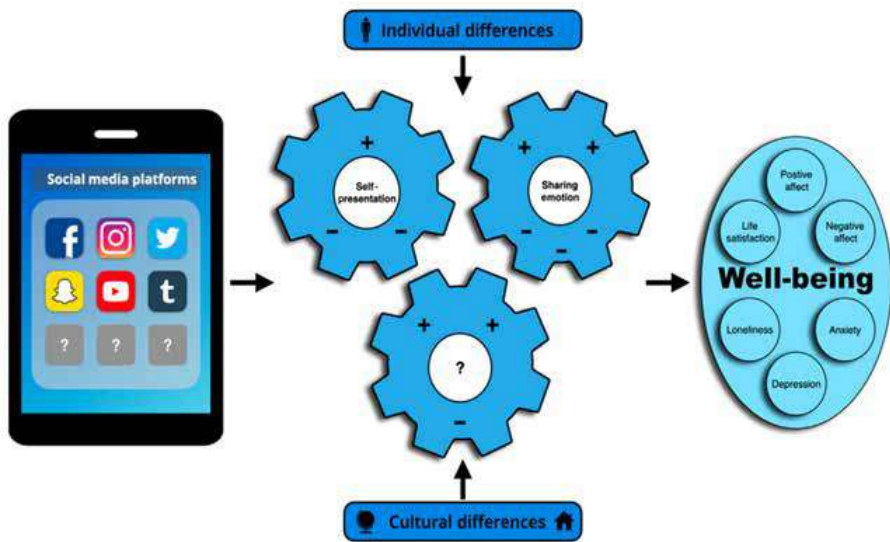 Individual differences
Social media platforms
f
t
?
?
?
+
Self-
presentation
-
-
+
+
Sharing
emotion
-
-
-
+
+
?
-
Postive
affect
Life
satisfaction
Negative
affect
Well-being
Loneliness
Anxiety
Depression
Cultural differences